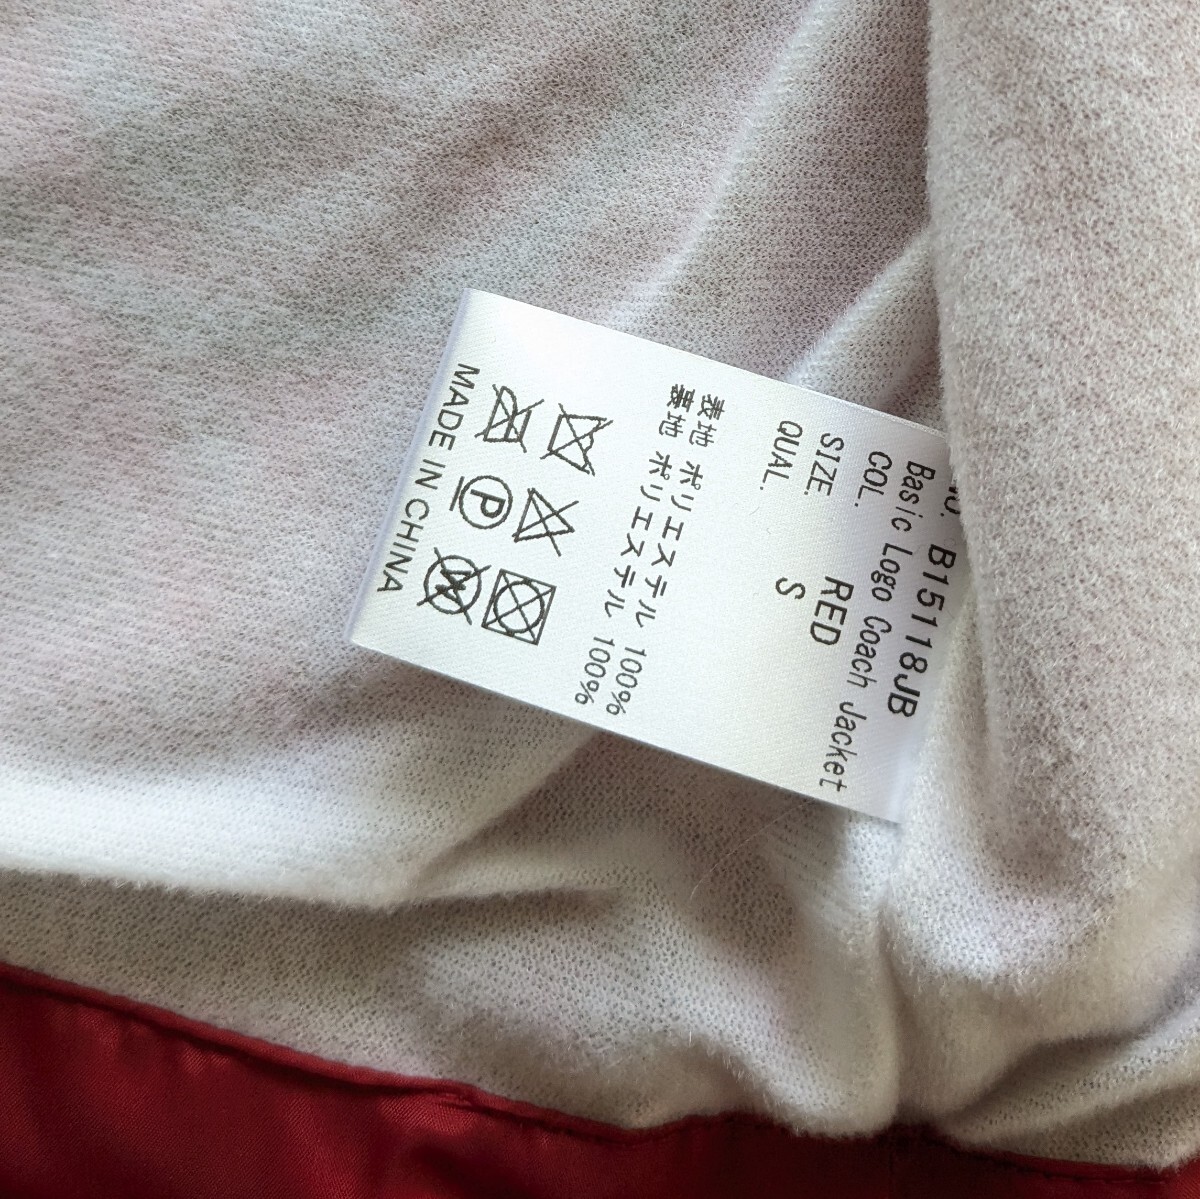 B15118JB
Basic Logo Coach Jacket
COL. RED
SIZE. S
QUAL.
表地 ポリエステル 100%
裏地 ポリエステル 100%
P
W
MADE IN CHINA